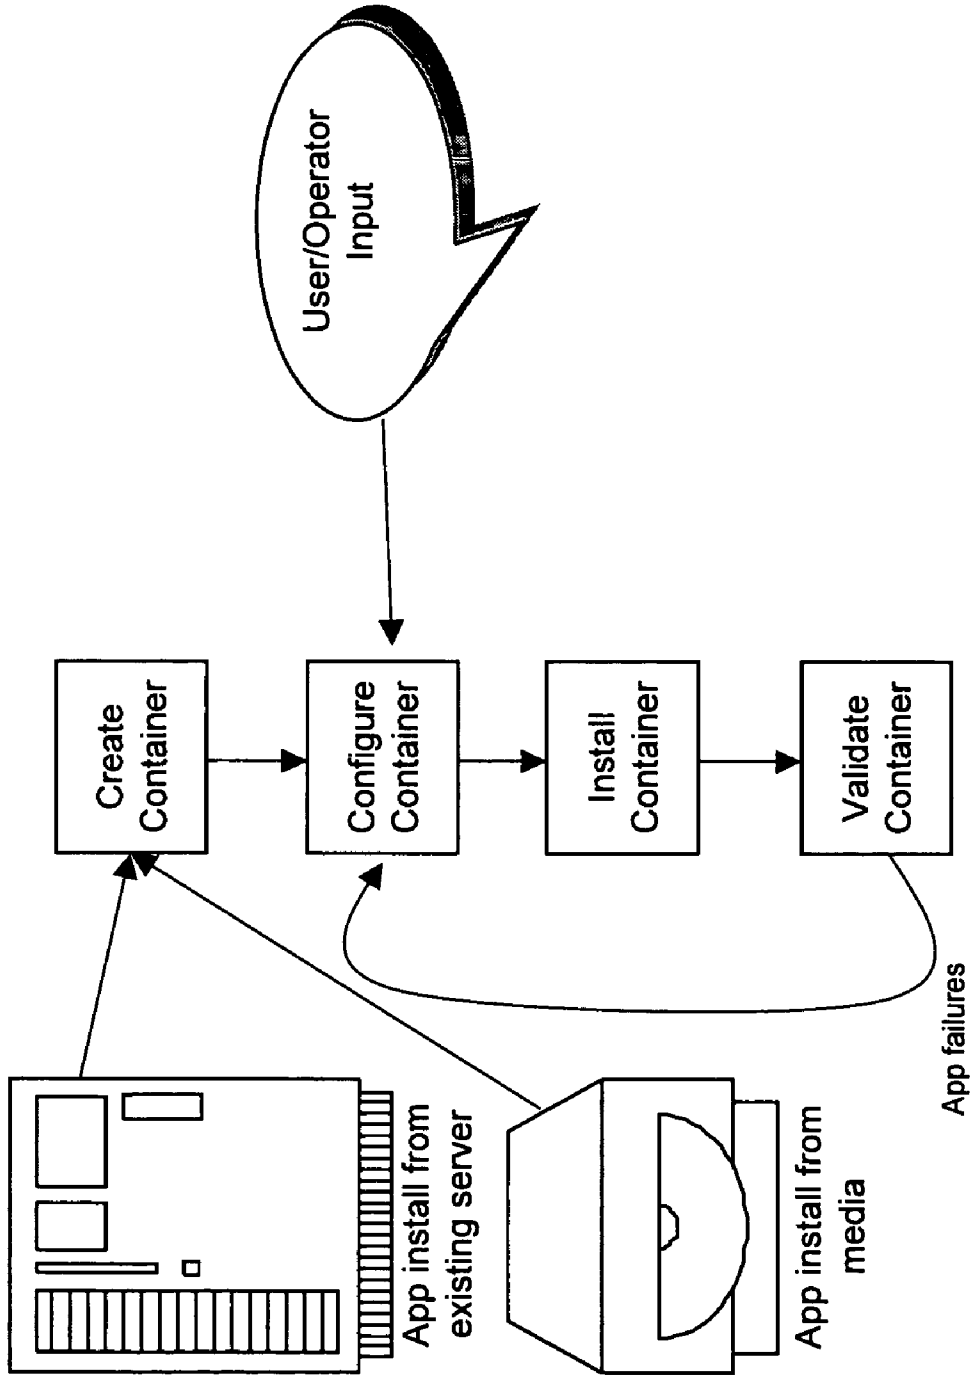 App install from
existing server
App install from
media
Create
Container
Configure
Container
Install
Container
Validate
Container
App failures
User/Operator
Input